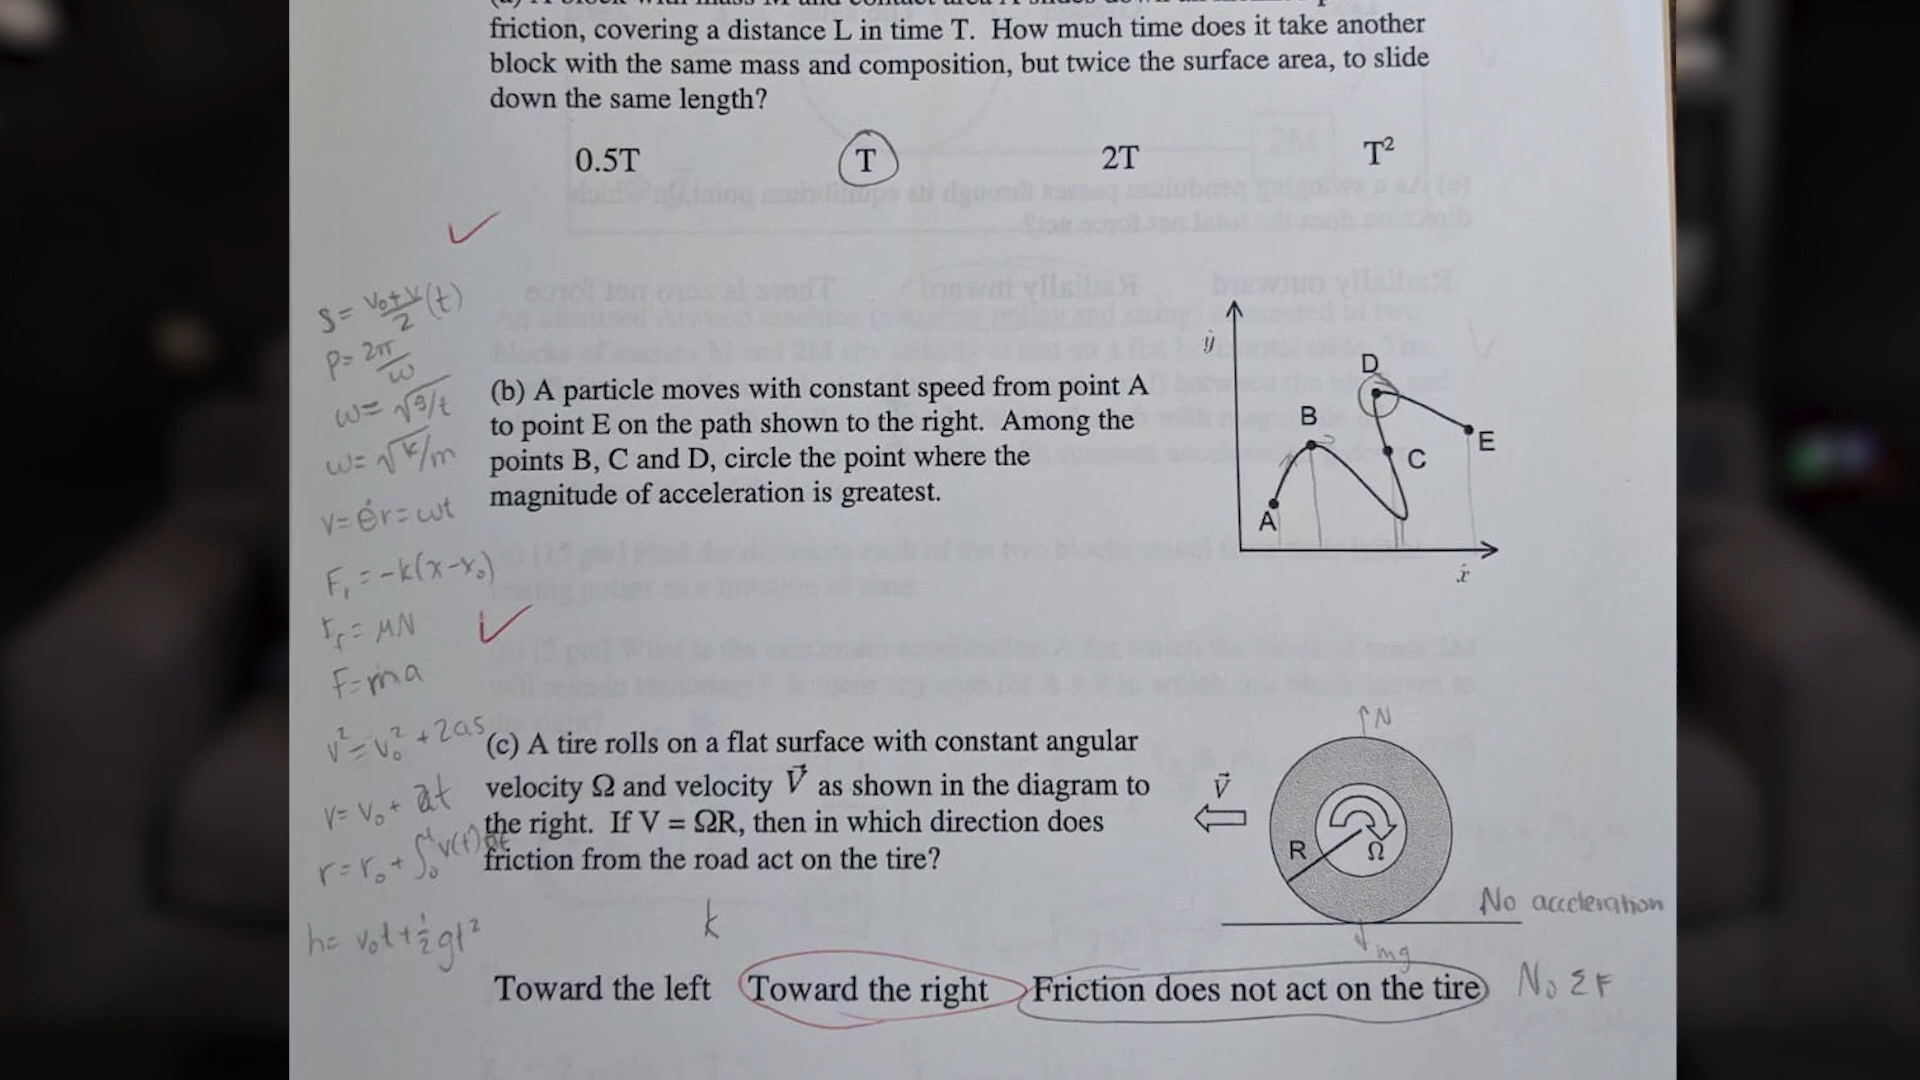 friction, covering a distance L in time T. How much time does it take another
block with the same mass and composition, but twice the surface area, to slide
down the same length?
0.5T T 2T T²
S = (v₀+v)/2 (t)
P = 2π/ω
ω = √g/t
ω = √k/m
v = θ̇r = ωt
F₁ = -k(x-x₀)
= μN
F = ma
v² = v₀² + 2as
v = v₀ + at
r = r₀ + ∫₀ᵗ v(t)
h = v₀t + ½gt²
(b) A particle moves with constant speed from point A
to point E on the path shown to the right. Among the
points B, C and D, circle the point where the
magnitude of acceleration is greatest.
y
D
B
E
C
A
x
(c) A tire rolls on a flat surface with constant angular
velocity Ω and velocity V⃗ as shown in the diagram to
the right. If V = ΩR, then in which direction does
friction from the road act on the tire?
N
V⃗
R
Ω
No acceleration
mg
k
Toward the left Toward the right Friction does not act on the tire No ΣF